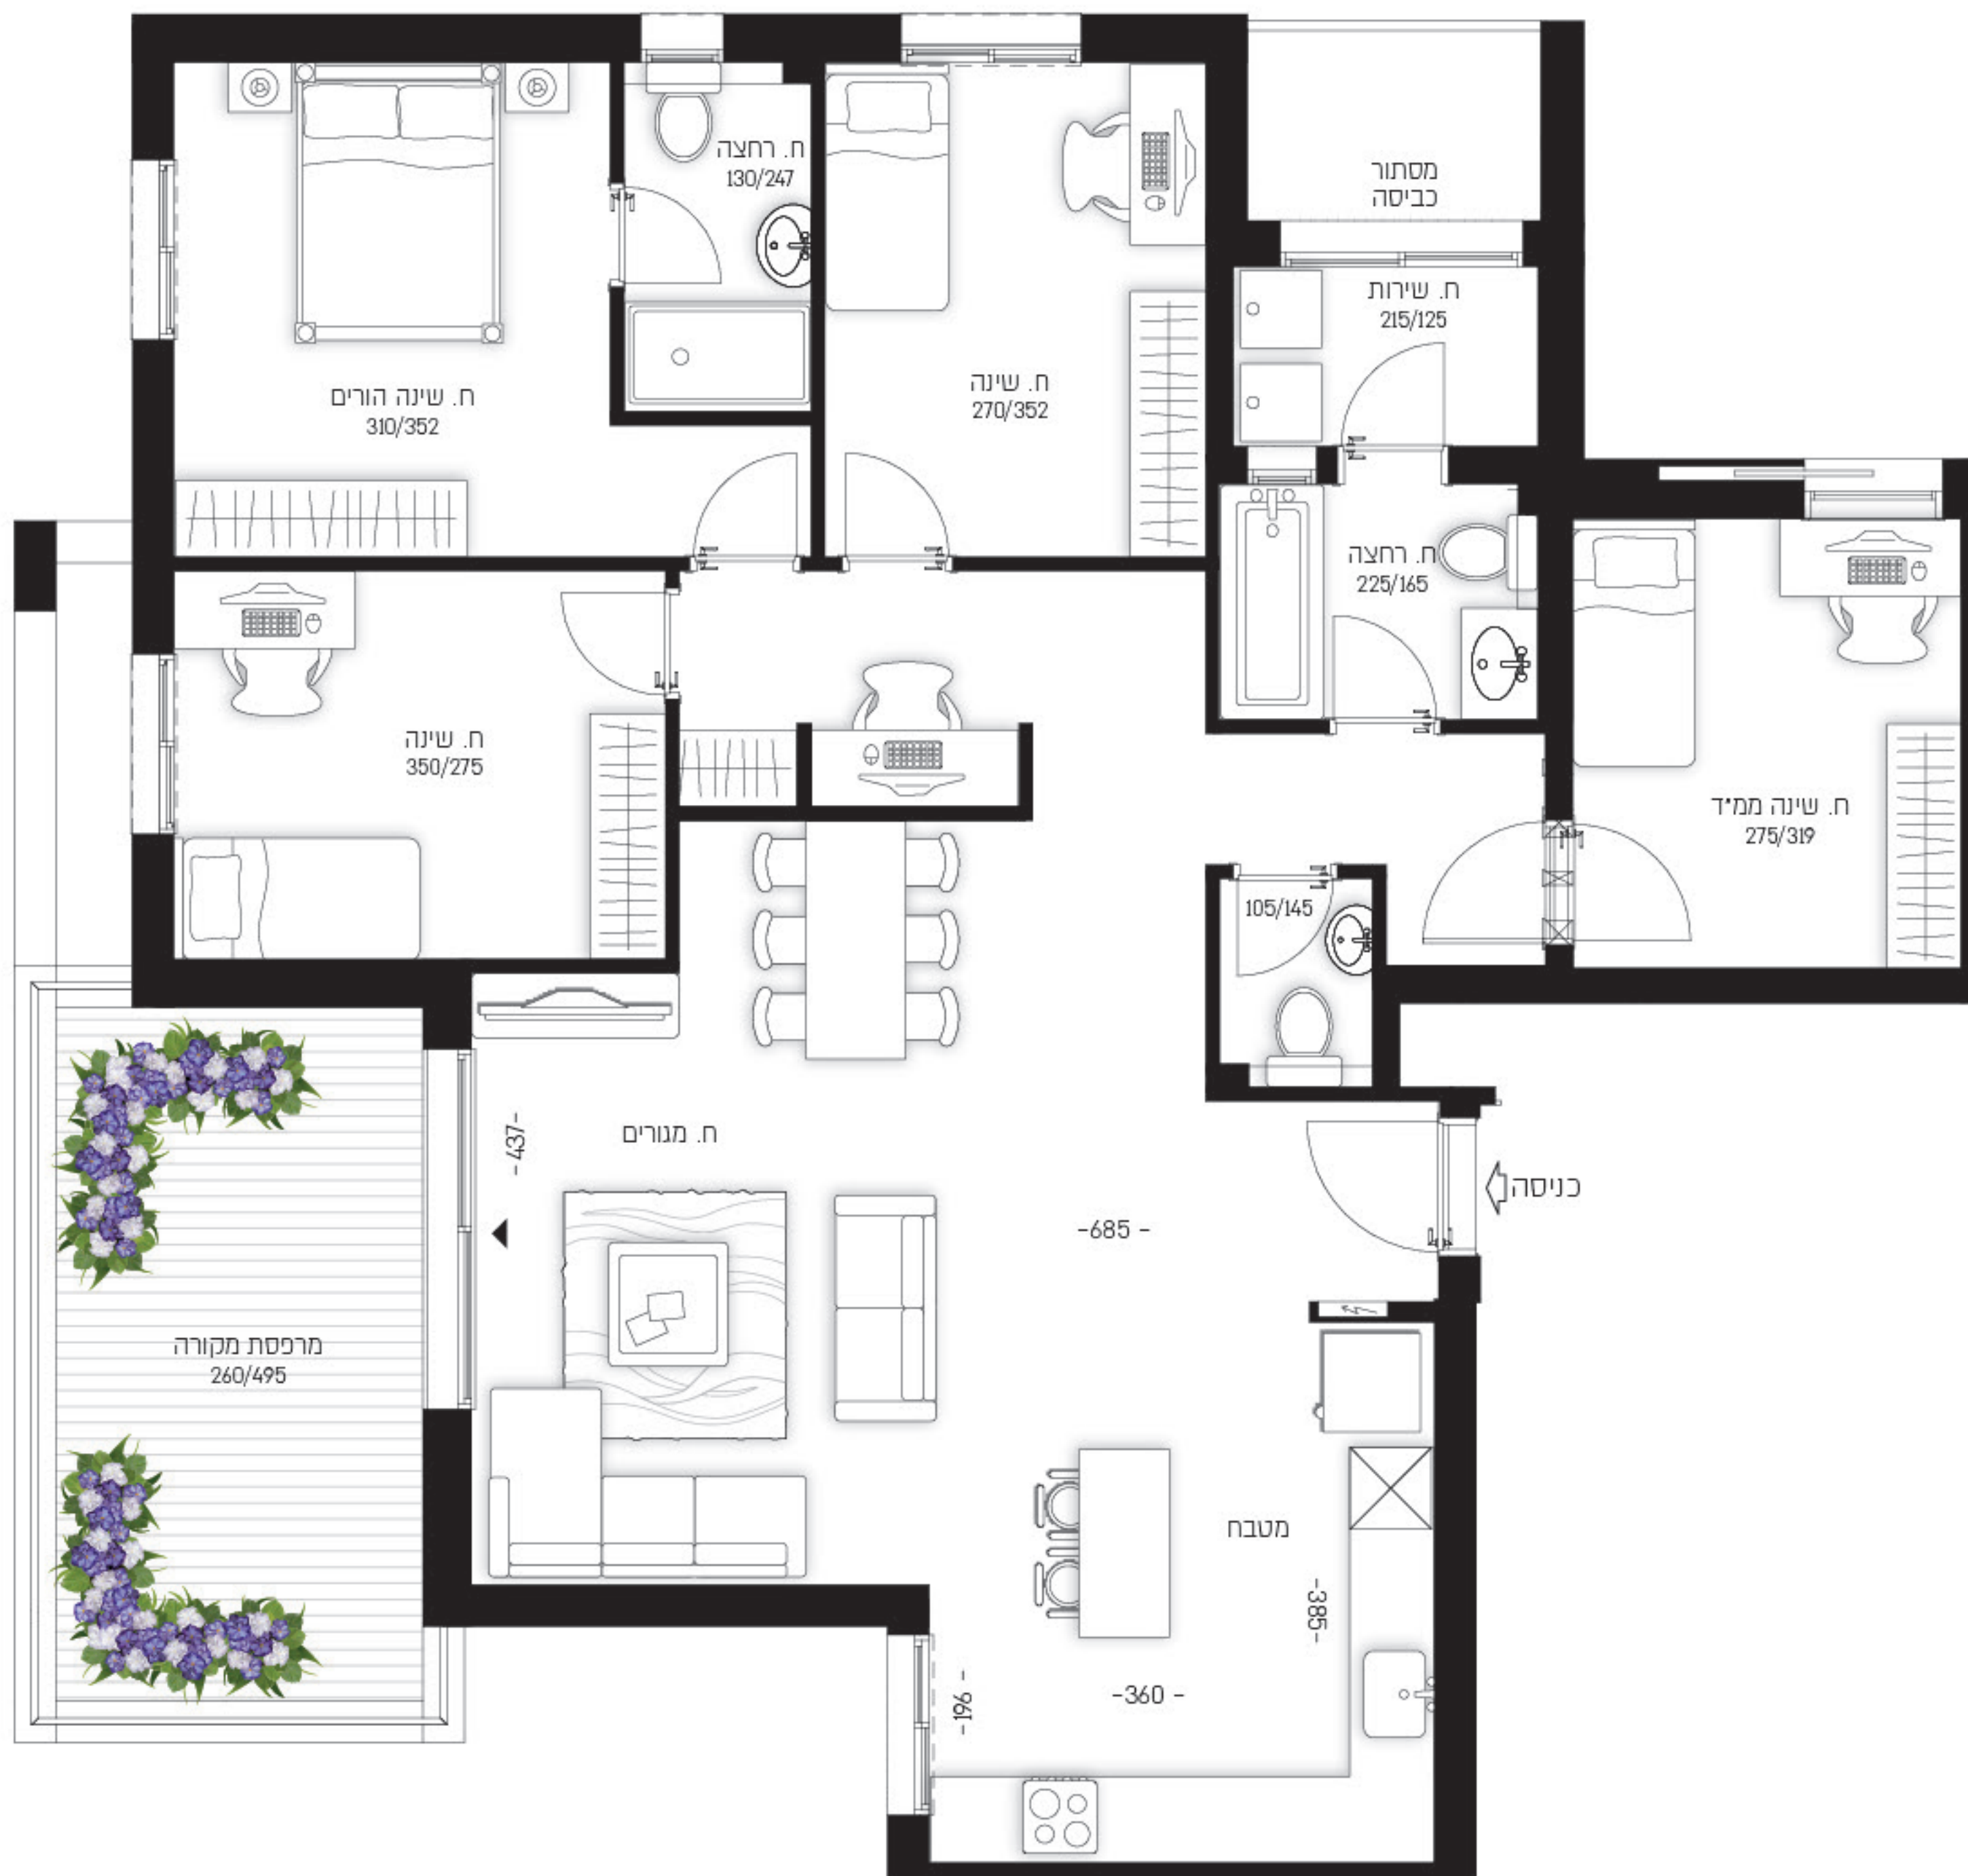 ח. רחצה
130/247
מסתור
כביסה
ח. שירות
215/125
ח. שינה הורים
310/352
ח. שינה
270/352
ח. רחצה
225/165
ח. שינה
350/275
ח. שינה ממ"ד
275/319
105/145
-437-
ח. מגורים
-685 -
כניסה
מרפסת מקורה
260/495
מטבח
-385-
-196 -
-360 -